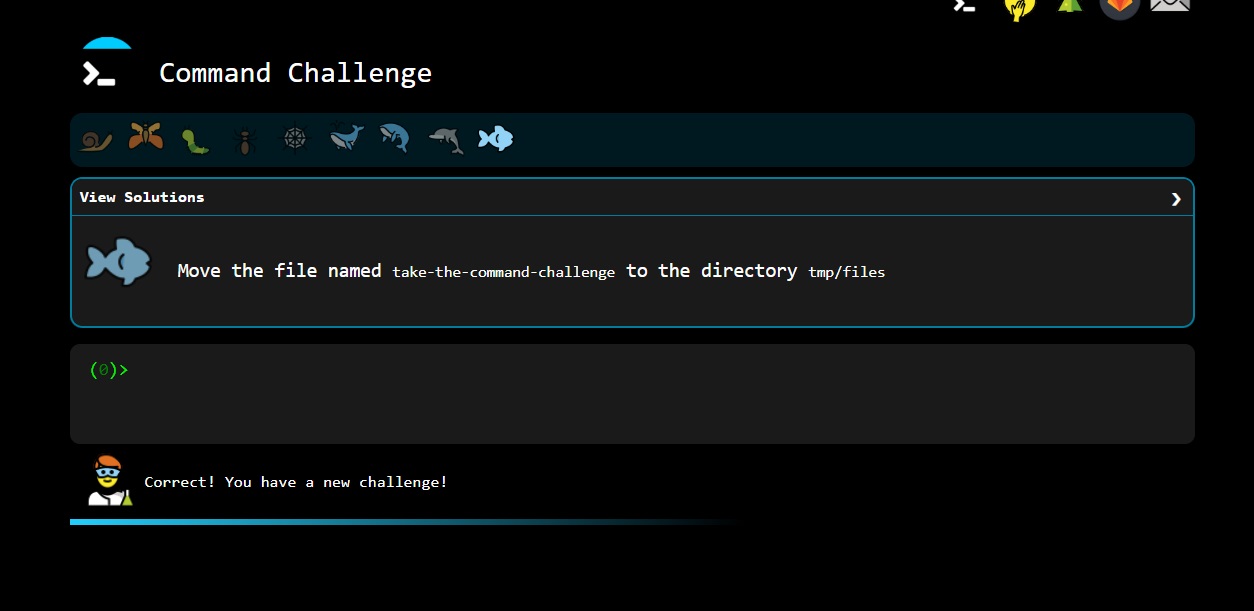 Command Challenge
View Solutions
Move the file named take-the-command-challenge to the directory tmp/files
(0)>
Correct! You have a new challenge!